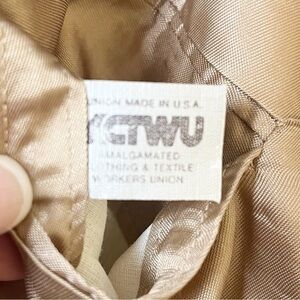 UNION MADE IN U.S.A.
ACTWU
AMALGAMATED
CLOTHING & TEXTILE
WORKERS UNION